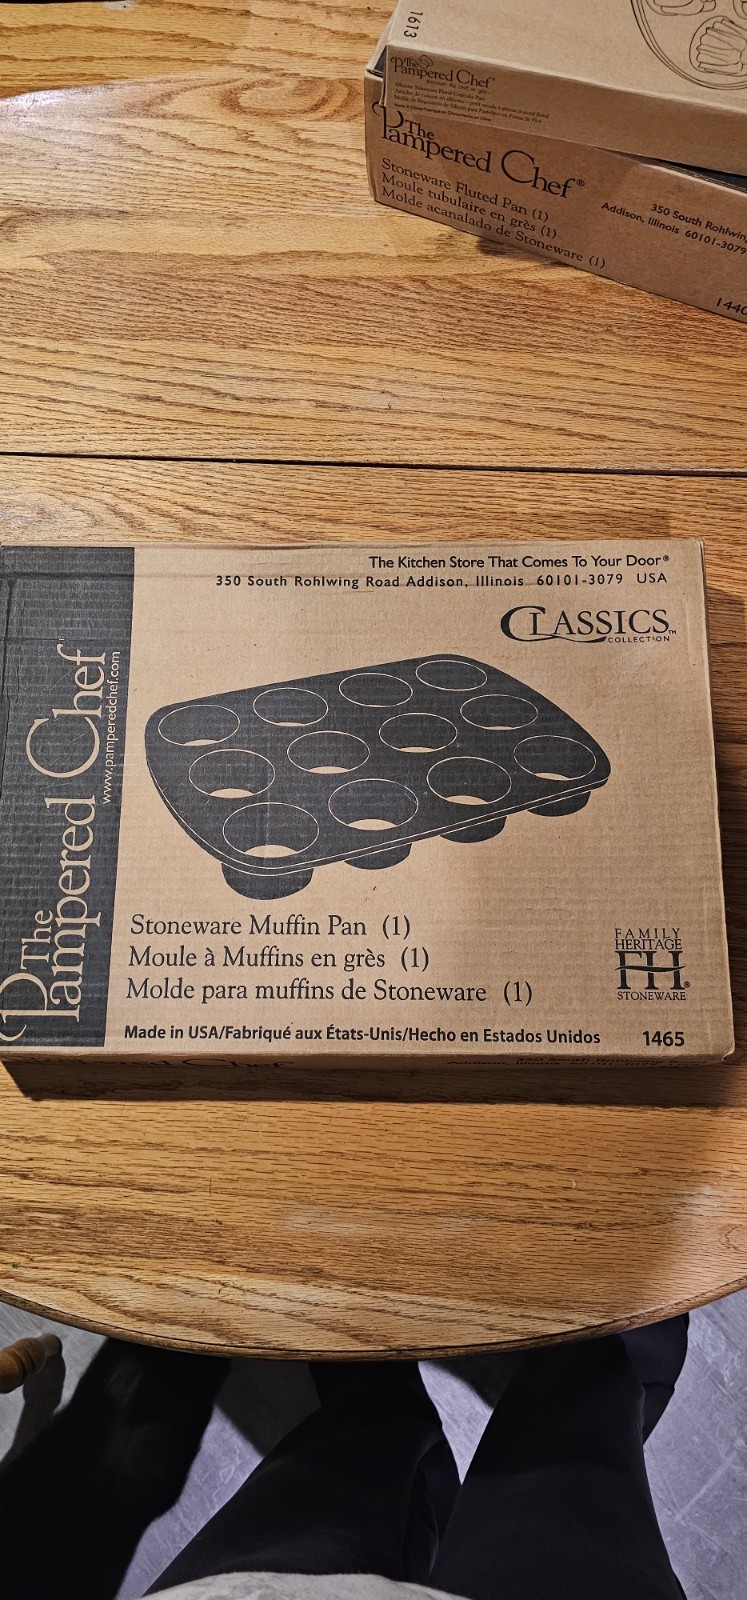 1613
The Pampered Chef
Made in China
The Pampered Chef®
Stoneware Fluted Pan (1)
Moule tubulaire en grès (1)
Molde acanalado de Stoneware (1)
350 South Rohlwing
Addison, Illinois 60101-3079
1440
The Kitchen Store That Comes To Your Door®
350 South Rohlwing Road Addison, Illinois 60101-3079 USA
CLASSICS
COLLECTION™
The Pampered Chef®
www.pamperedchef.com
Stoneware Muffin Pan (1)
Moule à Muffins en grès (1)
Molde para muffins de Stoneware (1)
FAMILY
HERITAGE
FH®
STONEWARE
Made in USA/Fabriqué aux États-Unis/Hecho en Estados Unidos 1465